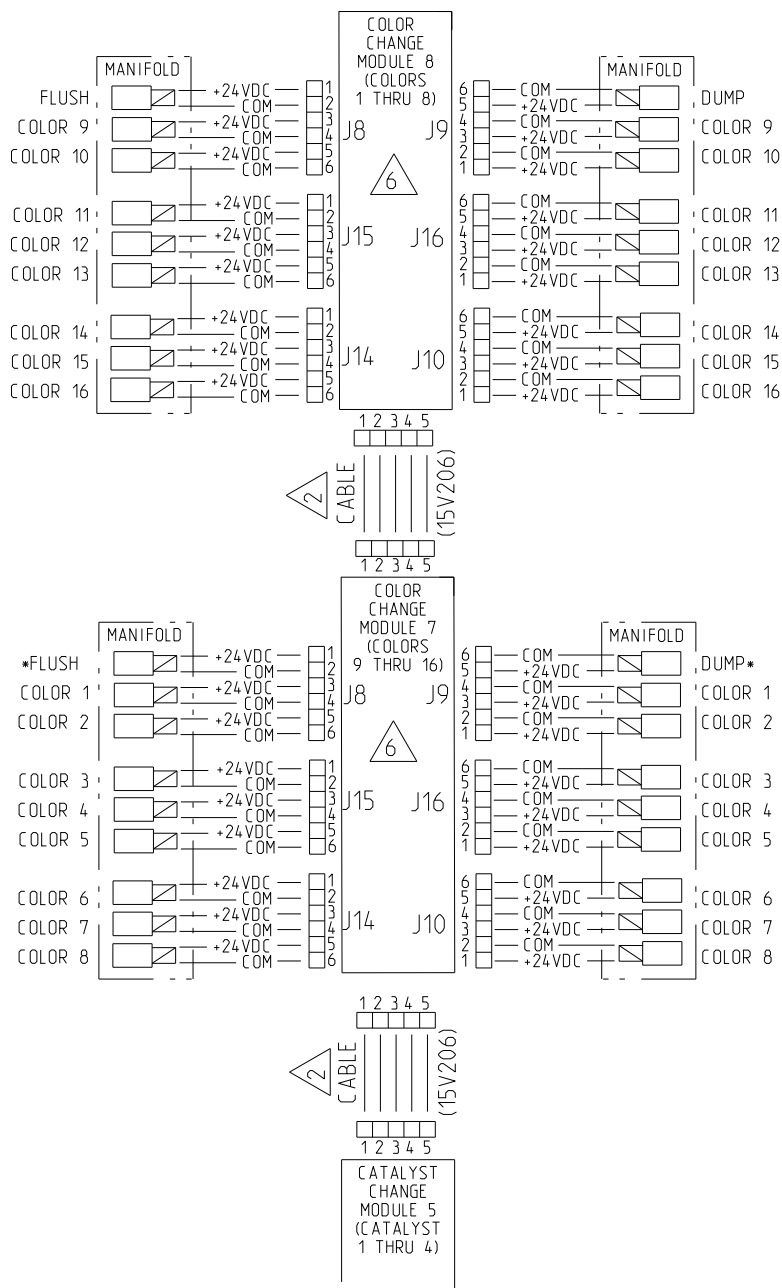 COLOR
CHANGE
MODULE 8
(COLORS
1 THRU 8)
MANIFOLD
FLUSH
COLOR 9
COLOR 10
COLOR 11
COLOR 12
COLOR 13
COLOR 14
COLOR 15
COLOR 16
+24VDC 1
COM 2
+24VDC 3
COM 4
+24VDC 5
COM 6
J8
+24VDC 1
COM 2
+24VDC 3
COM 4
+24VDC 5
COM 6
J15
+24VDC 1
COM 2
+24VDC 3
COM 4
+24VDC 5
COM 6
J14
6
J9
6 COM
5 +24VDC
4 COM
3 +24VDC
2 COM
1 +24VDC
J16
6 COM
5 +24VDC
4 COM
3 +24VDC
2 COM
1 +24VDC
J10
6 COM
5 +24VDC
4 COM
3 +24VDC
2 COM
1 +24VDC
MANIFOLD
DUMP
COLOR 9
COLOR 10
COLOR 11
COLOR 12
COLOR 13
COLOR 14
COLOR 15
COLOR 16
1 2 3 4 5
2
CABLE
(15V206)
1 2 3 4 5
COLOR
CHANGE
MODULE 7
(COLORS
9 THRU 16)
MANIFOLD
*FLUSH
COLOR 1
COLOR 2
COLOR 3
COLOR 4
COLOR 5
COLOR 6
COLOR 7
COLOR 8
+24VDC 1
COM 2
+24VDC 3
COM 4
+24VDC 5
COM 6
J8
+24VDC 1
COM 2
+24VDC 3
COM 4
+24VDC 5
COM 6
J15
+24VDC 1
COM 2
+24VDC 3
COM 4
+24VDC 5
COM 6
J14
6
J9
6 COM
5 +24VDC
4 COM
3 +24VDC
2 COM
1 +24VDC
J16
6 COM
5 +24VDC
4 COM
3 +24VDC
2 COM
1 +24VDC
J10
6 COM
5 +24VDC
4 COM
3 +24VDC
2 COM
1 +24VDC
MANIFOLD
DUMP*
COLOR 1
COLOR 2
COLOR 3
COLOR 4
COLOR 5
COLOR 6
COLOR 7
COLOR 8
1 2 3 4 5
2
CABLE
(15V206)
1 2 3 4 5
CATALYST
CHANGE
MODULE 5
(CATALYST
1 THRU 4)